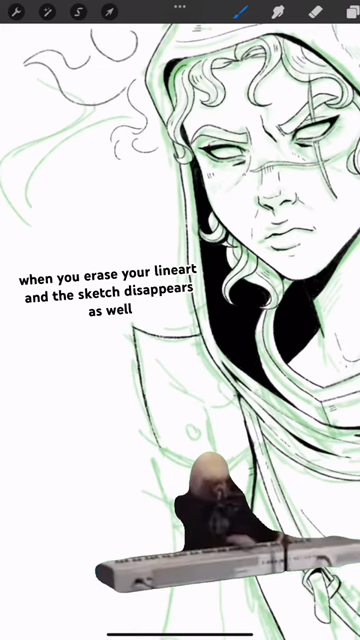 when you erase your lineart
and the sketch disappears
as well